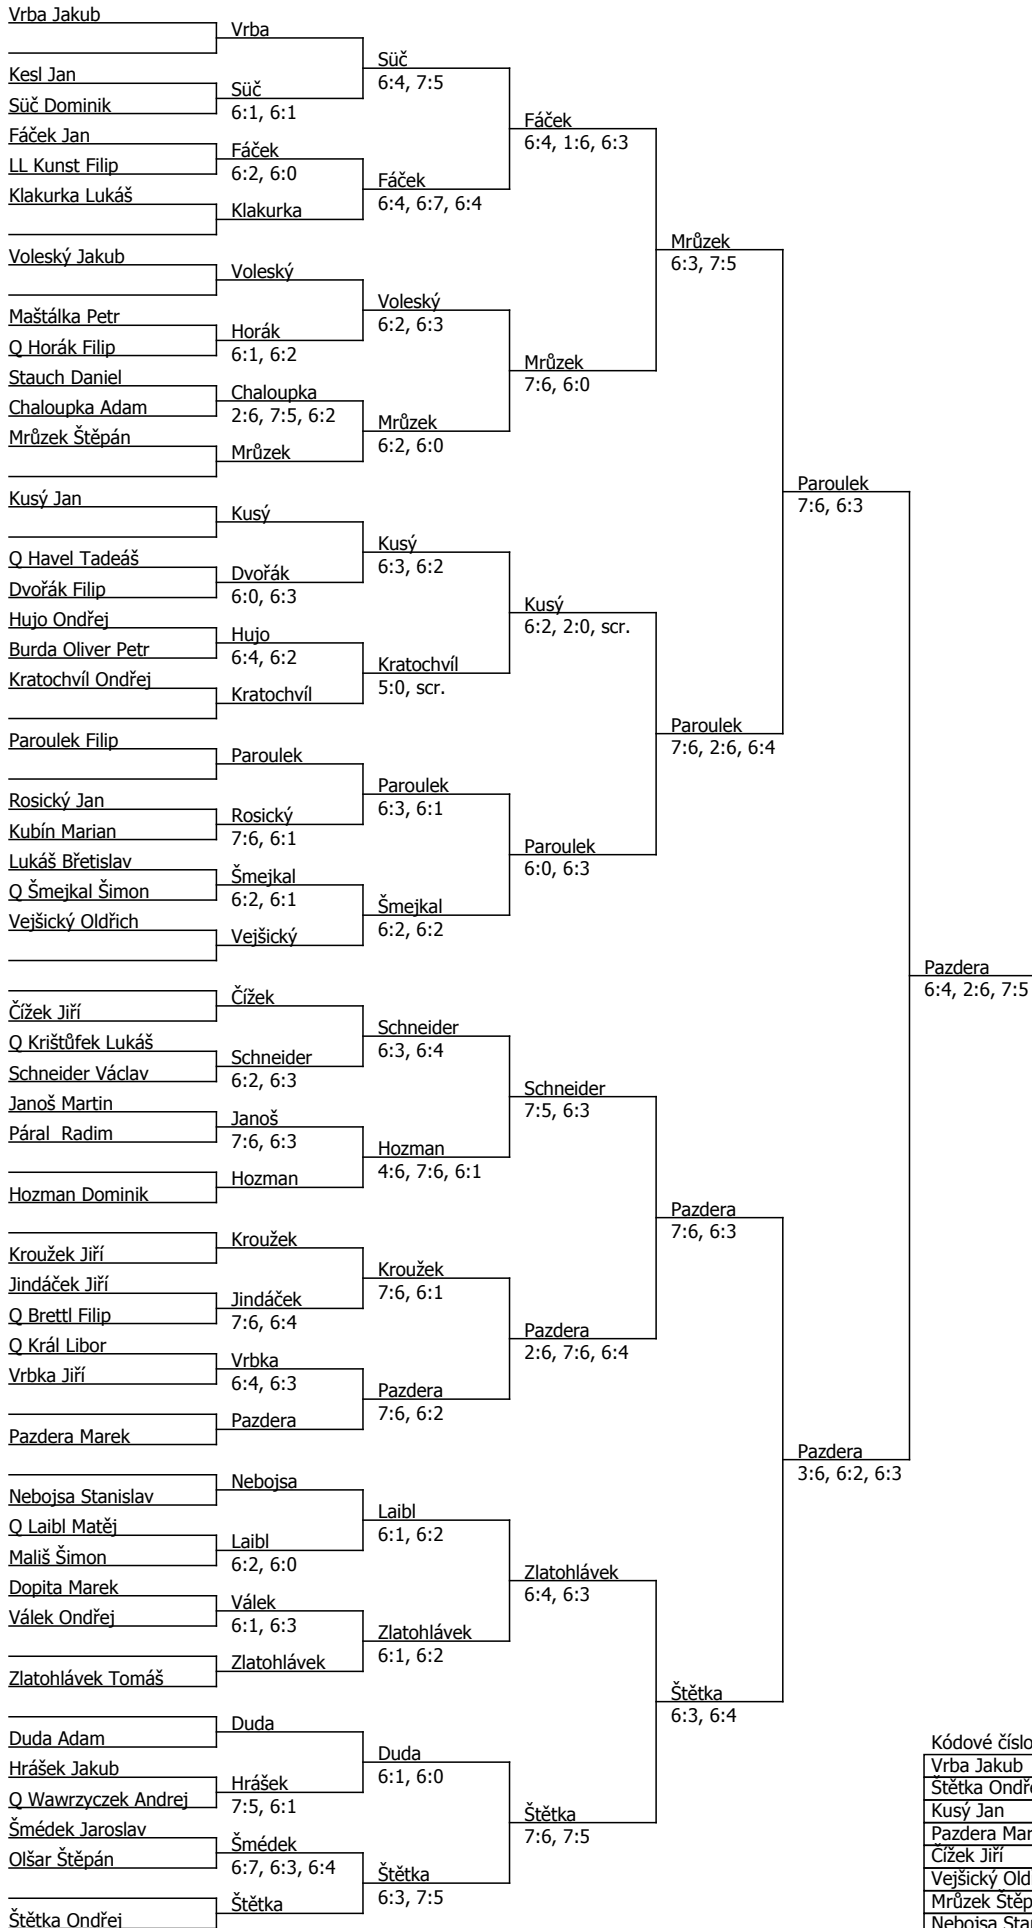 Vrba Jakub
Kesl Jan
Süč Dominik
Fáček Jan
LL Kunst Filip
Klakurka Lukáš
Voleský Jakub
Maštálka Petr
Q Horák Filip
Stauch Daniel
Chaloupka Adam
Mrůzek Štěpán
Kusý Jan
Q Havel Tadeáš
Dvořák Filip
Hujo Ondřej
Burda Oliver Petr
Kratochvíl Ondřej
Paroulek Filip
Rosický Jan
Kubín Marian
Lukáš Břetislav
Q Šmejkal Šimon
Vejšický Oldřich
Čížek Jiří
Q Krištůfek Lukáš
Schneider Václav
Janoš Martin
Páral  Radim
Hozman Dominik
Kroužek Jiří
Jindáček Jiří
Q Brettl Filip
Q Král Libor
Vrbka Jiří
Pazdera Marek
Nebojsa Stanislav
Q Laibl Matěj
Mališ Šimon
Dopita Marek
Válek Ondřej
Zlatohlávek Tomáš
Duda Adam
Hrášek Jakub
Q Wawrzyczek Andrej
Šmédek Jaroslav
Olšar Štěpán
Štětka Ondřej
Vrba
Süč
6:1, 6:1
Fáček
6:2, 6:0
Klakurka
Voleský
Horák
6:1, 6:2
Chaloupka
2:6, 7:5, 6:2
Mrůzek
Kusý
Dvořák
6:0, 6:3
Hujo
6:4, 6:2
Kratochvíl
Paroulek
Rosický
7:6, 6:1
Šmejkal
6:2, 6:1
Vejšický
Čížek
Schneider
6:2, 6:3
Janoš
7:6, 6:3
Hozman
Kroužek
Jindáček
7:6, 6:4
Vrbka
6:4, 6:3
Pazdera
Nebojsa
Laibl
6:2, 6:0
Válek
6:1, 6:3
Zlatohlávek
Duda
Hrášek
7:5, 6:1
Šmédek
6:7, 6:3, 6:4
Štětka
Süč
6:4, 7:5
Fáček
6:4, 6:7, 6:4
Voleský
6:2, 6:3
Mrůzek
6:2, 6:0
Kusý
6:3, 6:2
Kratochvíl
5:0, scr.
Paroulek
6:3, 6:1
Šmejkal
6:2, 6:2
Schneider
6:3, 6:4
Hozman
4:6, 7:6, 6:1
Kroužek
7:6, 6:1
Pazdera
7:6, 6:2
Laibl
6:1, 6:2
Zlatohlávek
6:1, 6:2
Duda
6:1, 6:0
Štětka
6:3, 7:5
Fáček
6:4, 1:6, 6:3
Mrůzek
7:6, 6:0
Kusý
6:2, 2:0, scr.
Paroulek
6:0, 6:3
Schneider
7:5, 6:3
Pazdera
2:6, 7:6, 6:4
Zlatohlávek
6:4, 6:3
Štětka
7:6, 7:5
Mrůzek
6:3, 7:5
Paroulek
7:6, 2:6, 6:4
Pazdera
7:6, 6:3
Štětka
6:3, 6:4
Paroulek
7:6, 6:3
Pazdera
3:6, 6:2, 6:3
Pazdera
6:4, 2:6, 7:5
Kódové číslo
Vrba Jakub
Štětka Ondř
Kusý Jan
Pazdera Mar
Čížek Jiří
Vejšický Old
Mrůzek Štěp
Nebojsa Sta